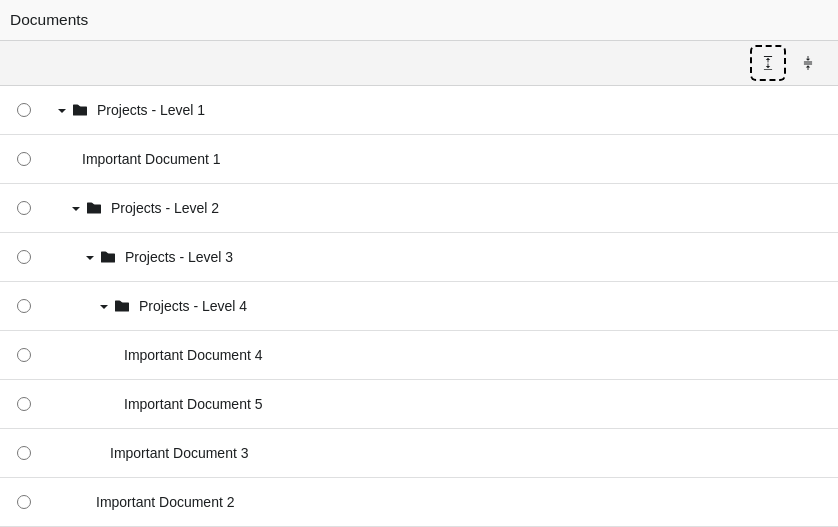 Documents
Projects - Level 1
Important Document 1
Projects - Level 2
Projects - Level 3
Projects - Level 4
Important Document 4
Important Document 5
Important Document 3
Important Document 2